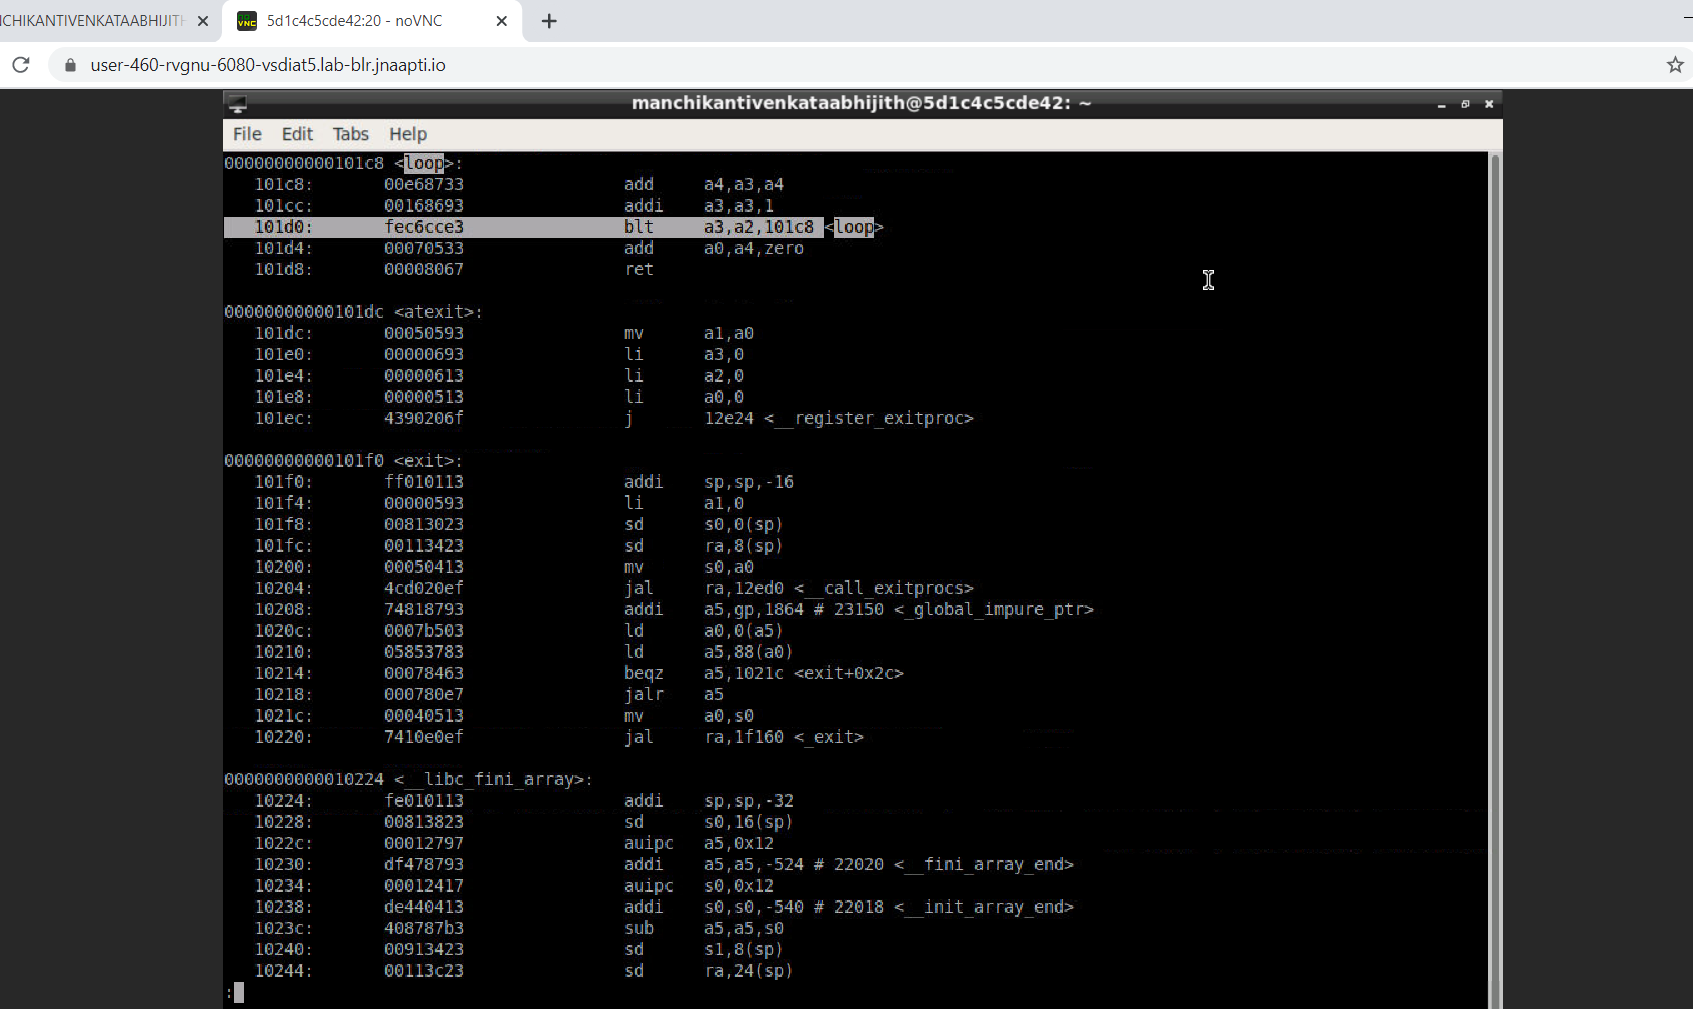 CHIKANTIVENKATAABHIJITH
5d1c4c5cde42:20 - noVNC
user-460-rvgnu-6080-vsdiat5.lab-blr.jnaapti.io
manchikantivenkataabhijith@5d1c4c5cde42: ~
File Edit Tabs Help
00000000000101c8 <loop>:
101c8: 00e68733 add a4,a3,a4
101cc: 00168693 addi a3,a3,1
101d0: fec6cce3 blt a3,a2,101c8 <loop>
101d4: 00070533 add a0,a4,zero
101d8: 00008067 ret
00000000000101dc <atexit>:
101dc: 00050593 mv a1,a0
101e0: 00000693 li a3,0
101e4: 00000613 li a2,0
101e8: 00000513 li a0,0
101ec: 4390206f j 12e24 <__register_exitproc>
00000000000101f0 <exit>:
101f0: ff010113 addi sp,sp,-16
101f4: 00000593 li a1,0
101f8: 00813023 sd s0,0(sp)
101fc: 00113423 sd ra,8(sp)
10200: 00050413 mv s0,a0
10204: 4cd020ef jal ra,12ed0 <__call_exitprocs>
10208: 74818793 addi a5,gp,1864 # 23150 <_global_impure_ptr>
1020c: 0007b503 ld a0,0(a5)
10210: 05853783 ld a5,88(a0)
10214: 00078463 beqz a5,1021c <exit+0x2c>
10218: 000780e7 jalr a5
1021c: 00040513 mv a0,s0
10220: 7410e0ef jal ra,1f160 <_exit>
0000000000010224 <__libc_fini_array>:
10224: fe010113 addi sp,sp,-32
10228: 00813823 sd s0,16(sp)
1022c: 00012797 auipc a5,0x12
10230: df478793 addi a5,a5,-524 # 22020 <__fini_array_end>
10234: 00012417 auipc s0,0x12
10238: de440413 addi s0,s0,-540 # 22018 <__init_array_end>
1023c: 408787b3 sub a5,a5,s0
10240: 00913423 sd s1,8(sp)
10244: 00113c23 sd ra,24(sp)
: